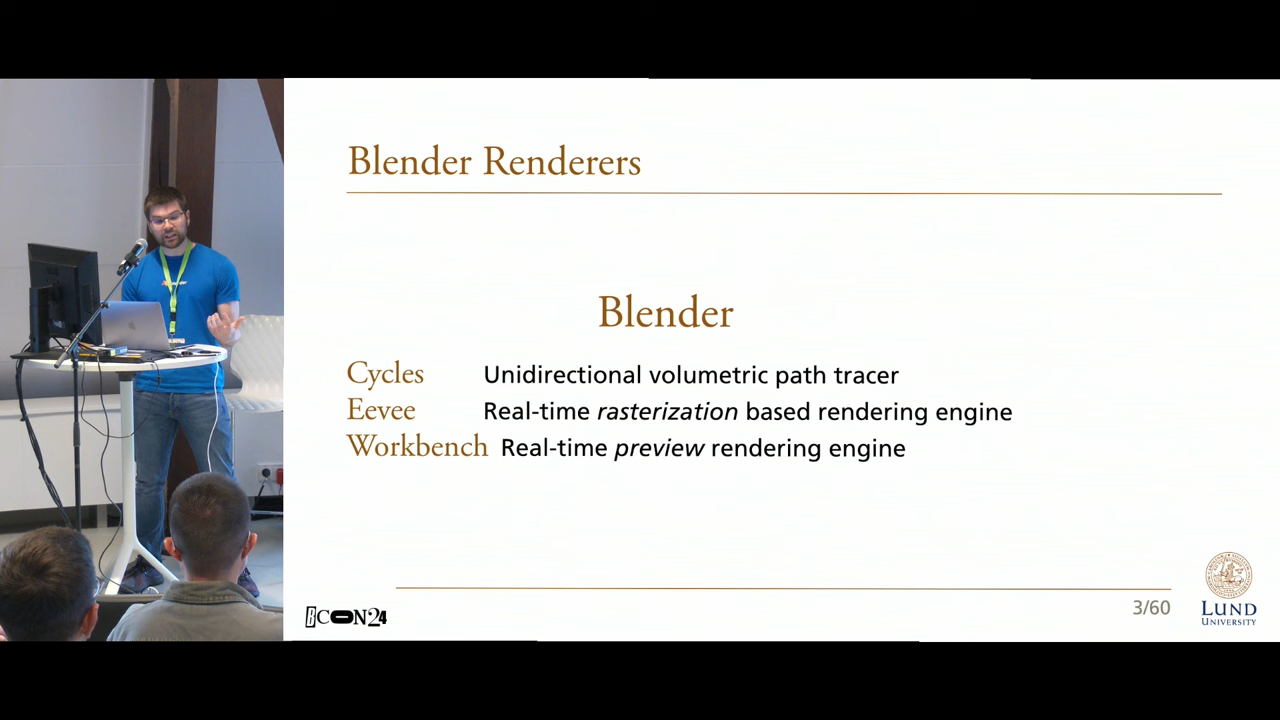 Blender Renderers
Blender
Cycles Unidirectional volumetric path tracer
Eevee Real-time rasterization based rendering engine
Workbench Real-time preview rendering engine
BCON24
3/60
LUND
UNIVERSITY